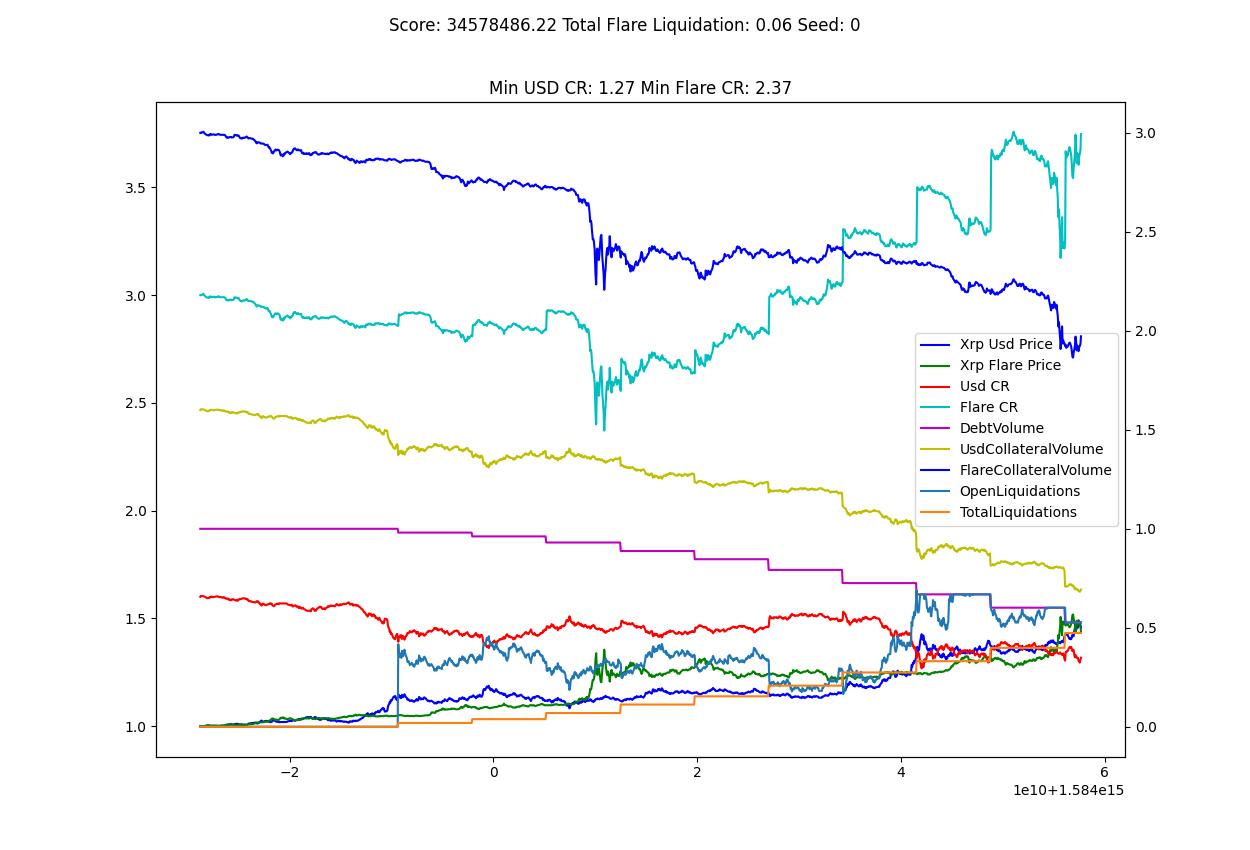 Score: 34578486.22 Total Flare Liquidation: 0.06 Seed: 0
Min USD CR: 1.27 Min Flare CR: 2.37
3.5
3.0
2.5
2.0
1.5
1.0
3.0
2.5
2.0
1.5
1.0
0.5
0.0
Xrp Usd Price
Xrp Flare Price
Usd CR
Flare CR
DebtVolume
UsdCollateralVolume
FlareCollateralVolume
OpenLiquidations
TotalLiquidations
−2 0 2 4 6
1e10+1.584e15